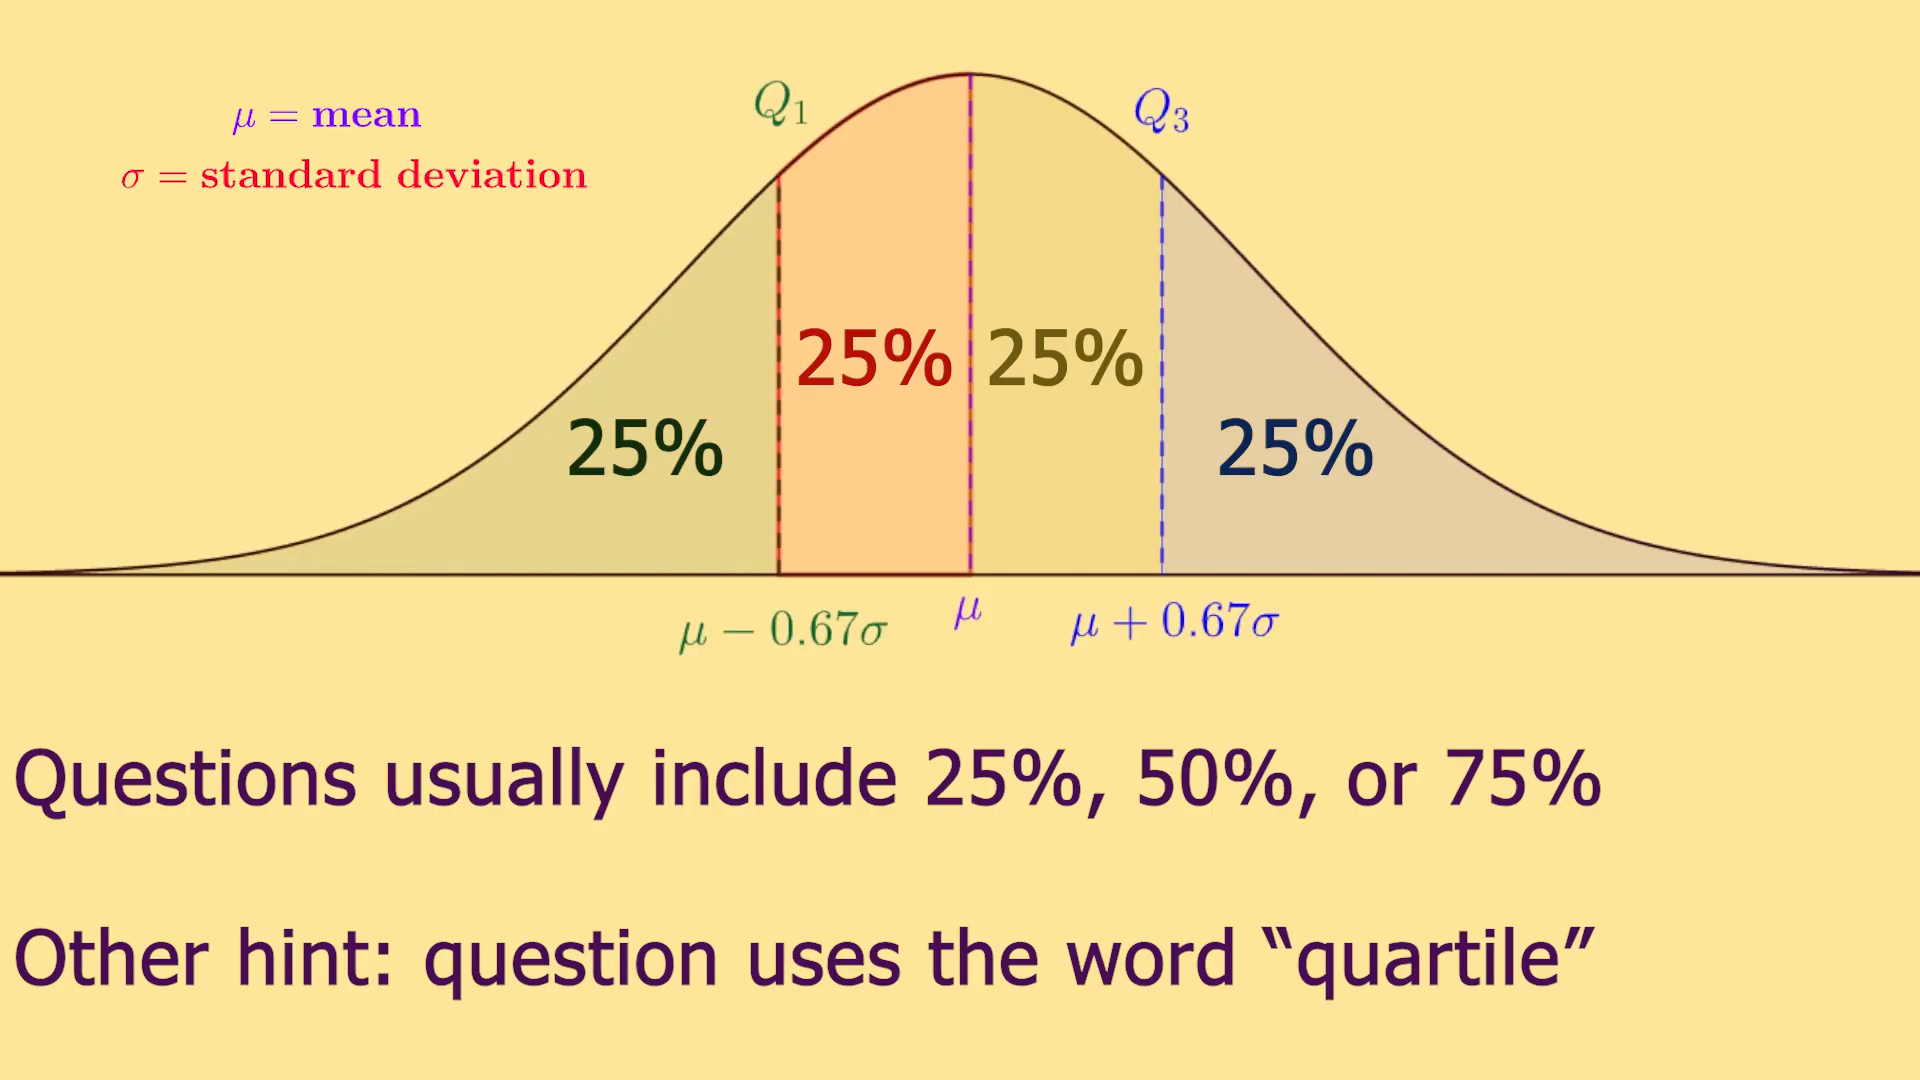 Q₁
Q₃
μ = mean
σ = standard deviation
25% 25%
25% 25%
μ − 0.67σ μ μ + 0.67σ
Questions usually include 25%, 50%, or 75%
Other hint: question uses the word “quartile”